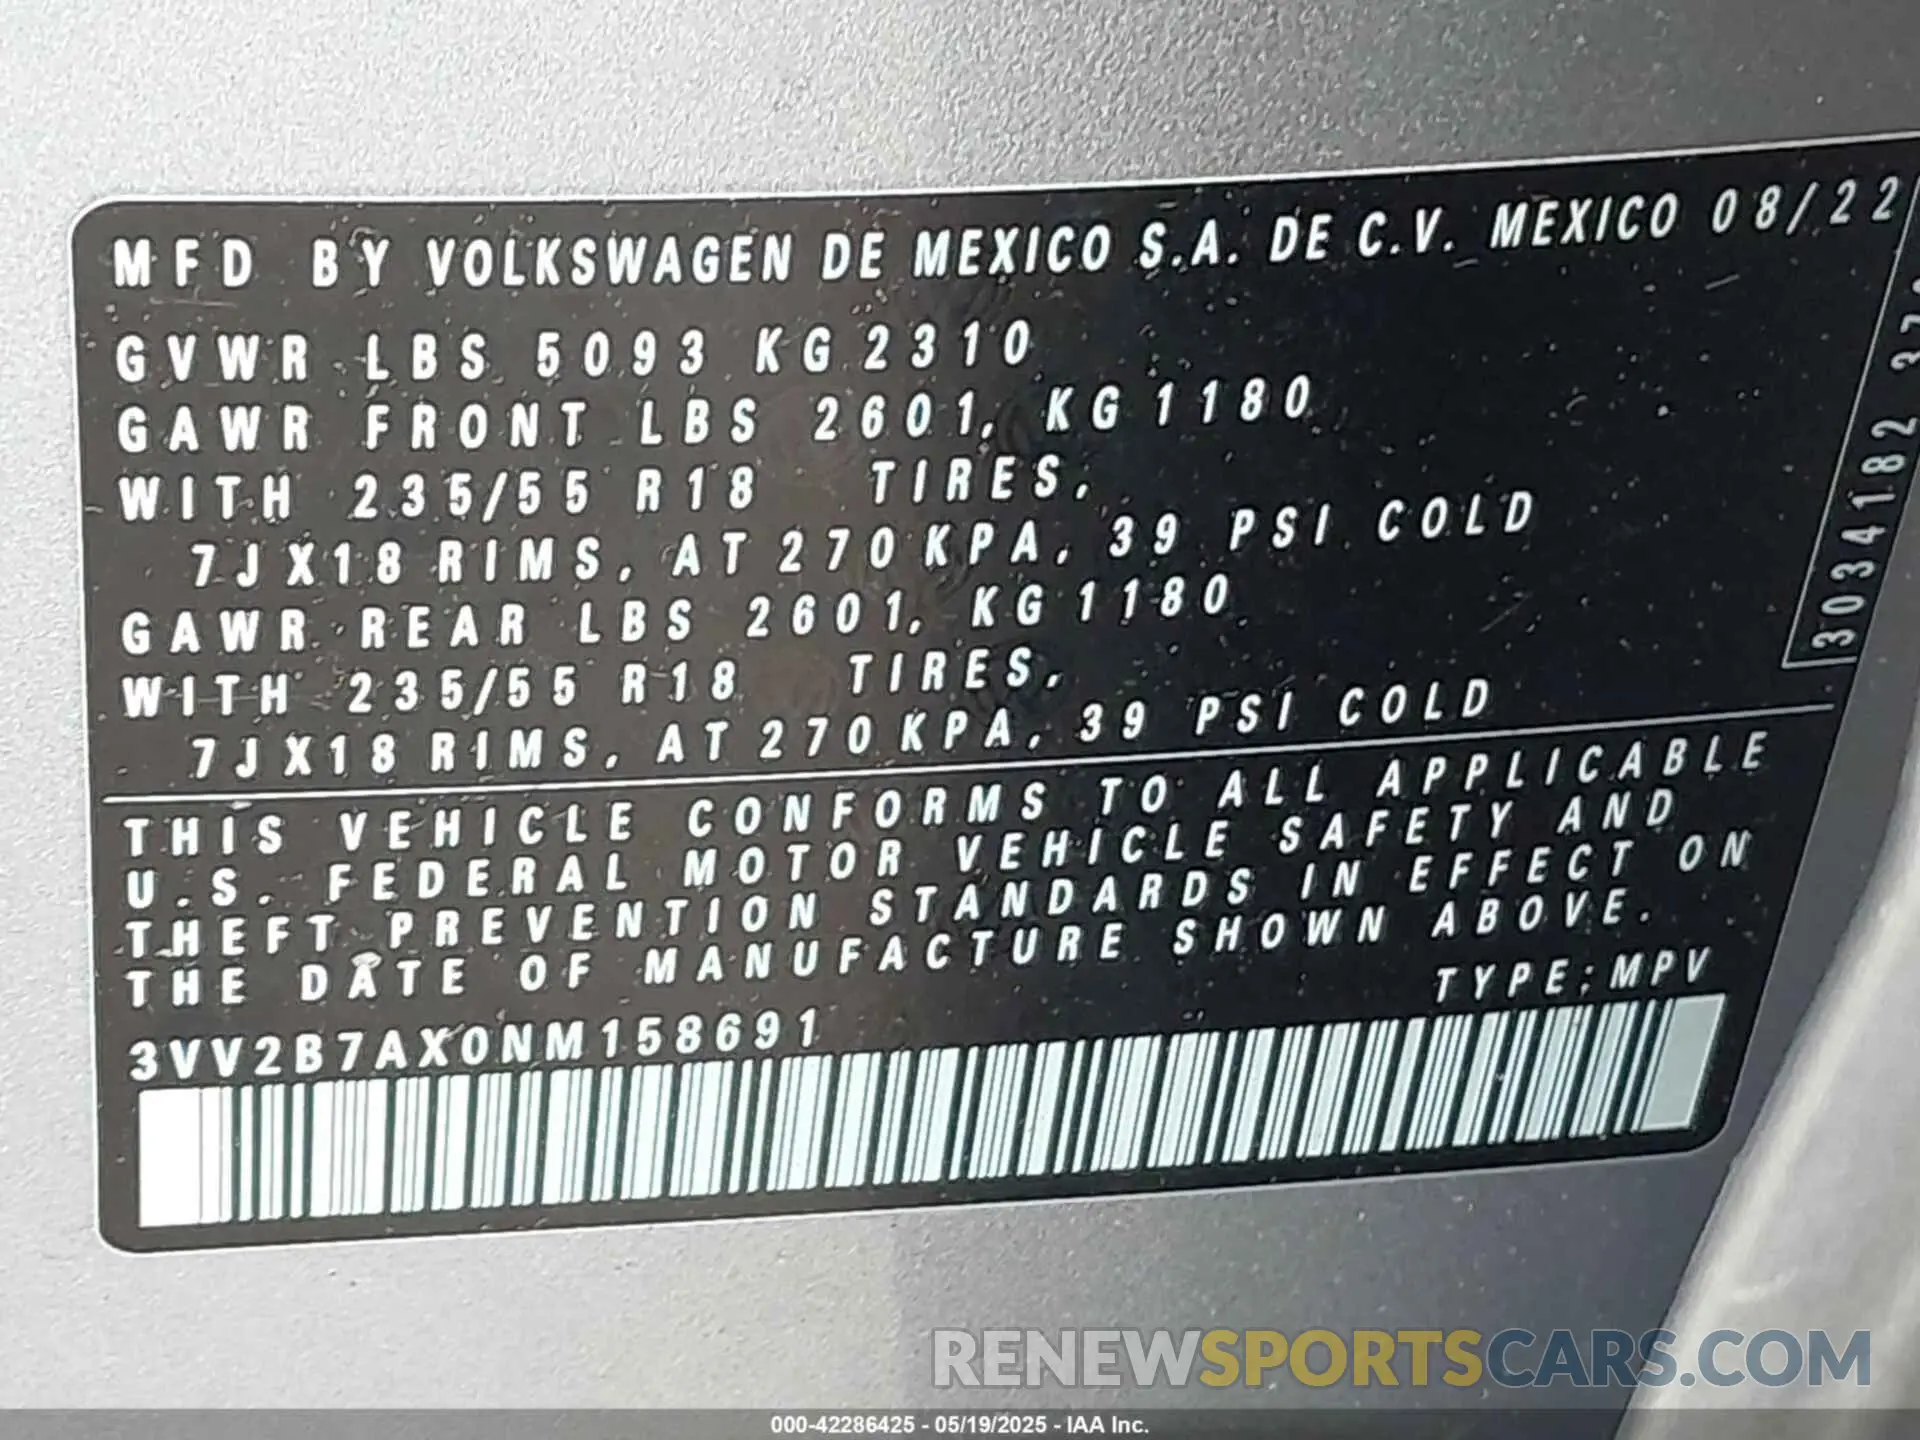 MFD BY VOLKSWAGEN DE MEXICO S.A. DE C.V. MEXICO 08/22
GVWR LBS 5093 KG 2310
GAWR FRONT LBS 2601, KG 1180
WITH 235/55 R18 TIRES,
7JX18 RIMS, AT 270 KPA, 39 PSI COLD
GAWR REAR LBS 2601, KG 1180
WITH 235/55 R18 TIRES,
7JX18 RIMS, AT 270 KPA, 39 PSI COLD
THIS VEHICLE CONFORMS TO ALL APPLICABLE
U.S. FEDERAL MOTOR VEHICLE SAFETY AND
THEFT PREVENTION STANDARDS IN EFFECT ON
THE DATE OF MANUFACTURE SHOWN ABOVE.
TYPE: MPV
3VV2B7AX0NM158691
3034182
RENEWSPORTSCARS.COM
000-42286425 - 05/19/2025 - IAA Inc.